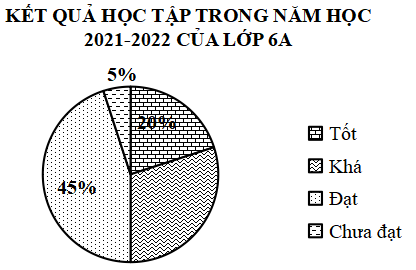 KẾT QUẢ HỌC TẬP TRONG NĂM HỌC
2021-2022 CỦA LỚP 6A
5%
20%
45%
Tốt
Khá
Đạt
Chưa đạt